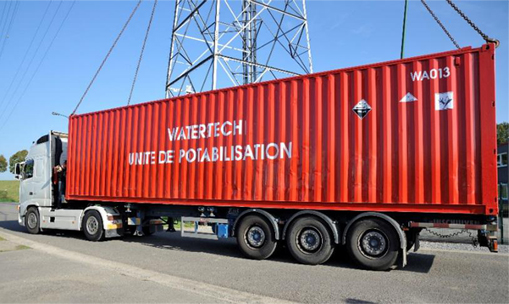 WA013
WATERTECH
UNITE DE POTABILISATION